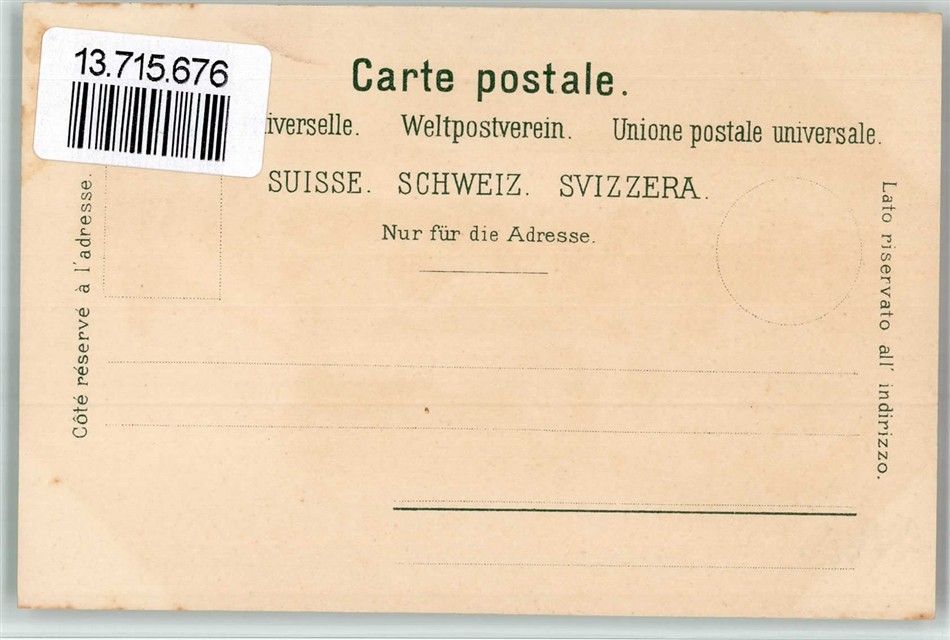 13.715.676
Carte postale.
Weltpostverein. Unione postale universale.
SUISSE. SCHWEIZ. SVIZZERA.
Nur für die Adresse.
Côté réservé à l'adresse.
Lato riservato all' indirizzo.